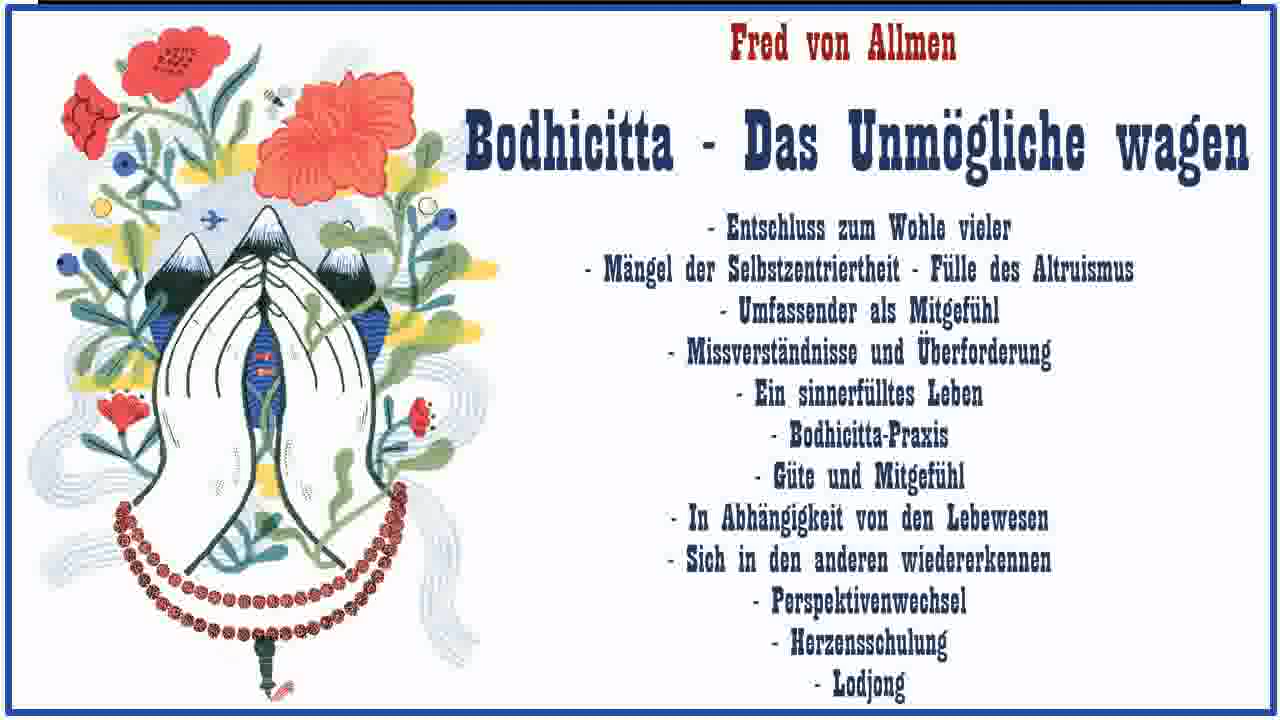 Fred von Allmen
Bodhicitta - Das Unmögliche wagen
- Entschluss zum Wohle vieler
- Mängel der Selbstzentriertheit - Fülle des Altruismus
- Umfassender als Mitgefühl
- Missverständnisse und Überforderung
- Ein sinnerfülltes Leben
- Bodhicitta-Praxis
- Güte und Mitgefühl
- In Abhängigkeit von den Lebewesen
- Sich in den anderen wiedererkennen
- Perspektivenwechsel
- Herzensschulung
- Lodjong